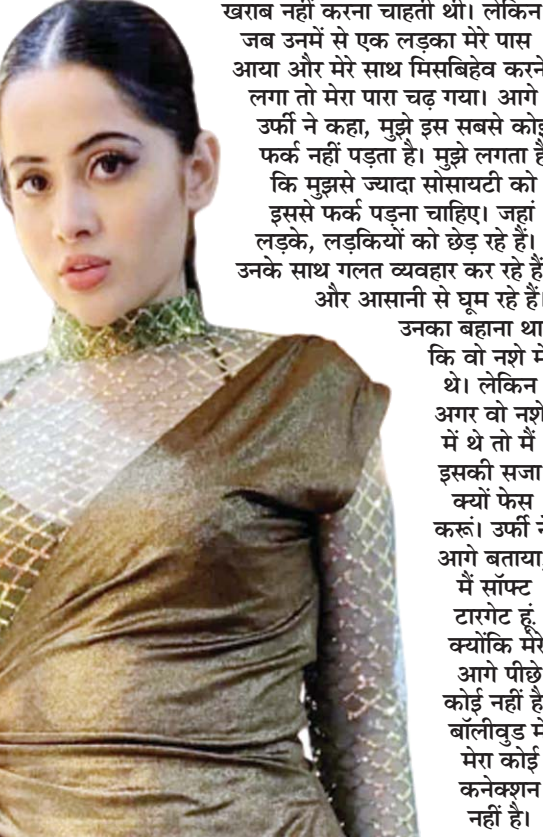 खराब नहीं करना चाहती थी। लेकिन
जब उनमें से एक लड़का मेरे पास
आया और मेरे साथ मिसबिहेव करने
लगा तो मेरा पारा चढ़ गया। आगे
उर्फी ने कहा, मुझे इस सबसे कोई
फर्क नहीं पड़ता है। मुझे लगता है
कि मुझसे ज्यादा सोसायटी को
इससे फर्क पड़ना चाहिए। जहां
लड़के, लड़कियों को छेड़ रहे हैं।
उनके साथ गलत व्यवहार कर रहे हैं
और आसानी से घूम रहे हैं।
उनका बहाना था
कि वो नशे में
थे। लेकिन
अगर वो नशे
में थे तो मैं
इसकी सजा
क्यों फेस
करूं। उर्फी ने
आगे बताया,
मैं सॉफ्ट
टारगेट हूं.
क्योंकि मेरे
आगे पीछे
कोई नहीं है
बॉलीवुड में
मेरा कोई
कनेक्शन
नहीं है।